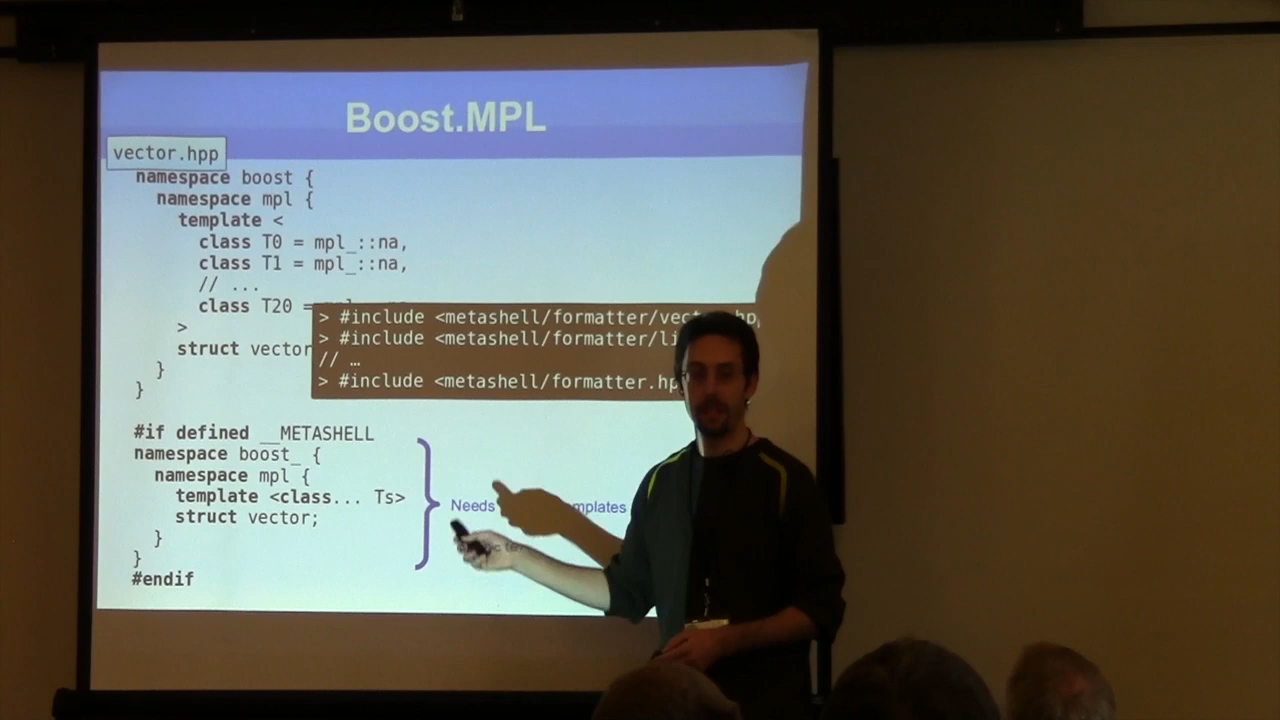 Boost.MPL
vector.hpp
namespace boost {
namespace mpl {
template <
class T0 = mpl_::na,
class T1 = mpl_::na,
// ...
class T20 =
>
struct vector
}
}
> #include <metashell/formatter/vec
> #include <metashell/formatter/li
// …
> #include <metashell/formatter.hp
#if defined __METASHELL
namespace boost_ {
namespace mpl {
template <class... Ts>
struct vector;
}
}
#endif
Needs mplates